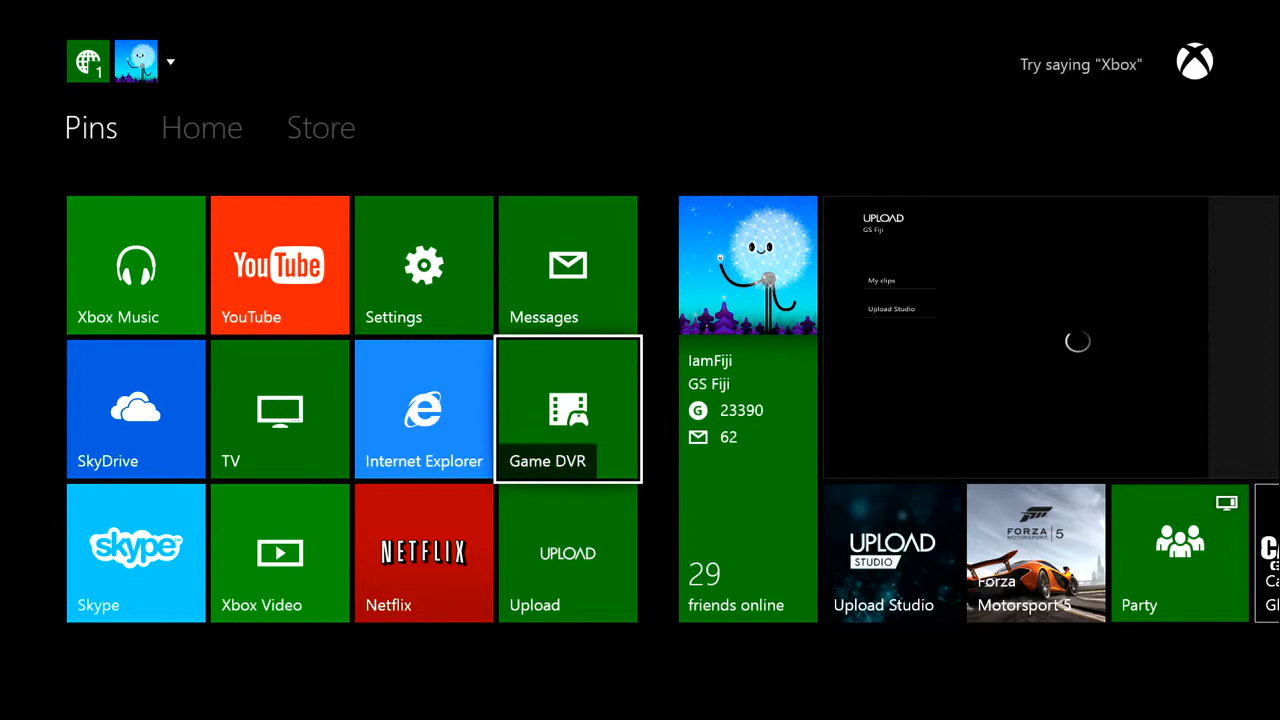 1
Try saying "Xbox"
Pins Home Store
Xbox Music
YouTube
YouTube
Settings
Messages
SkyDrive
TV
Internet Explorer
Game DVR
skype
Skype
Xbox Video
NETFLIX
Netflix
UPLOAD
Upload
IamFiji
GS Fiji
G 23390
62
29
friends online
UPLOAD
GS Fiji
My clips
Upload Studio
UPLOAD
STUDIO
Upload Studio
FORZA
MOTORSPORT 5
Forza
Motorsport 5
Party